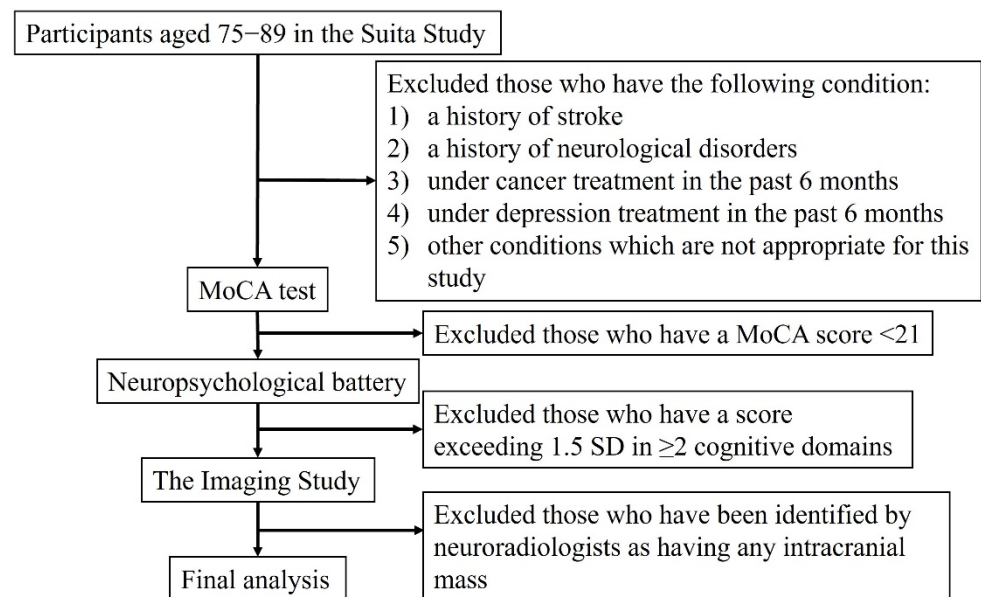 Participants aged 75−89 in the Suita Study
Excluded those who have the following condition:
1) a history of stroke
2) a history of neurological disorders
3) under cancer treatment in the past 6 months
4) under depression treatment in the past 6 months
5) other conditions which are not appropriate for this
study
MoCA test
Excluded those who have a MoCA score <21
Neuropsychological battery
Excluded those who have a score
exceeding 1.5 SD in ≥2 cognitive domains
The Imaging Study
Excluded those who have been identified by
neuroradiologists as having any intracranial
mass
Final analysis